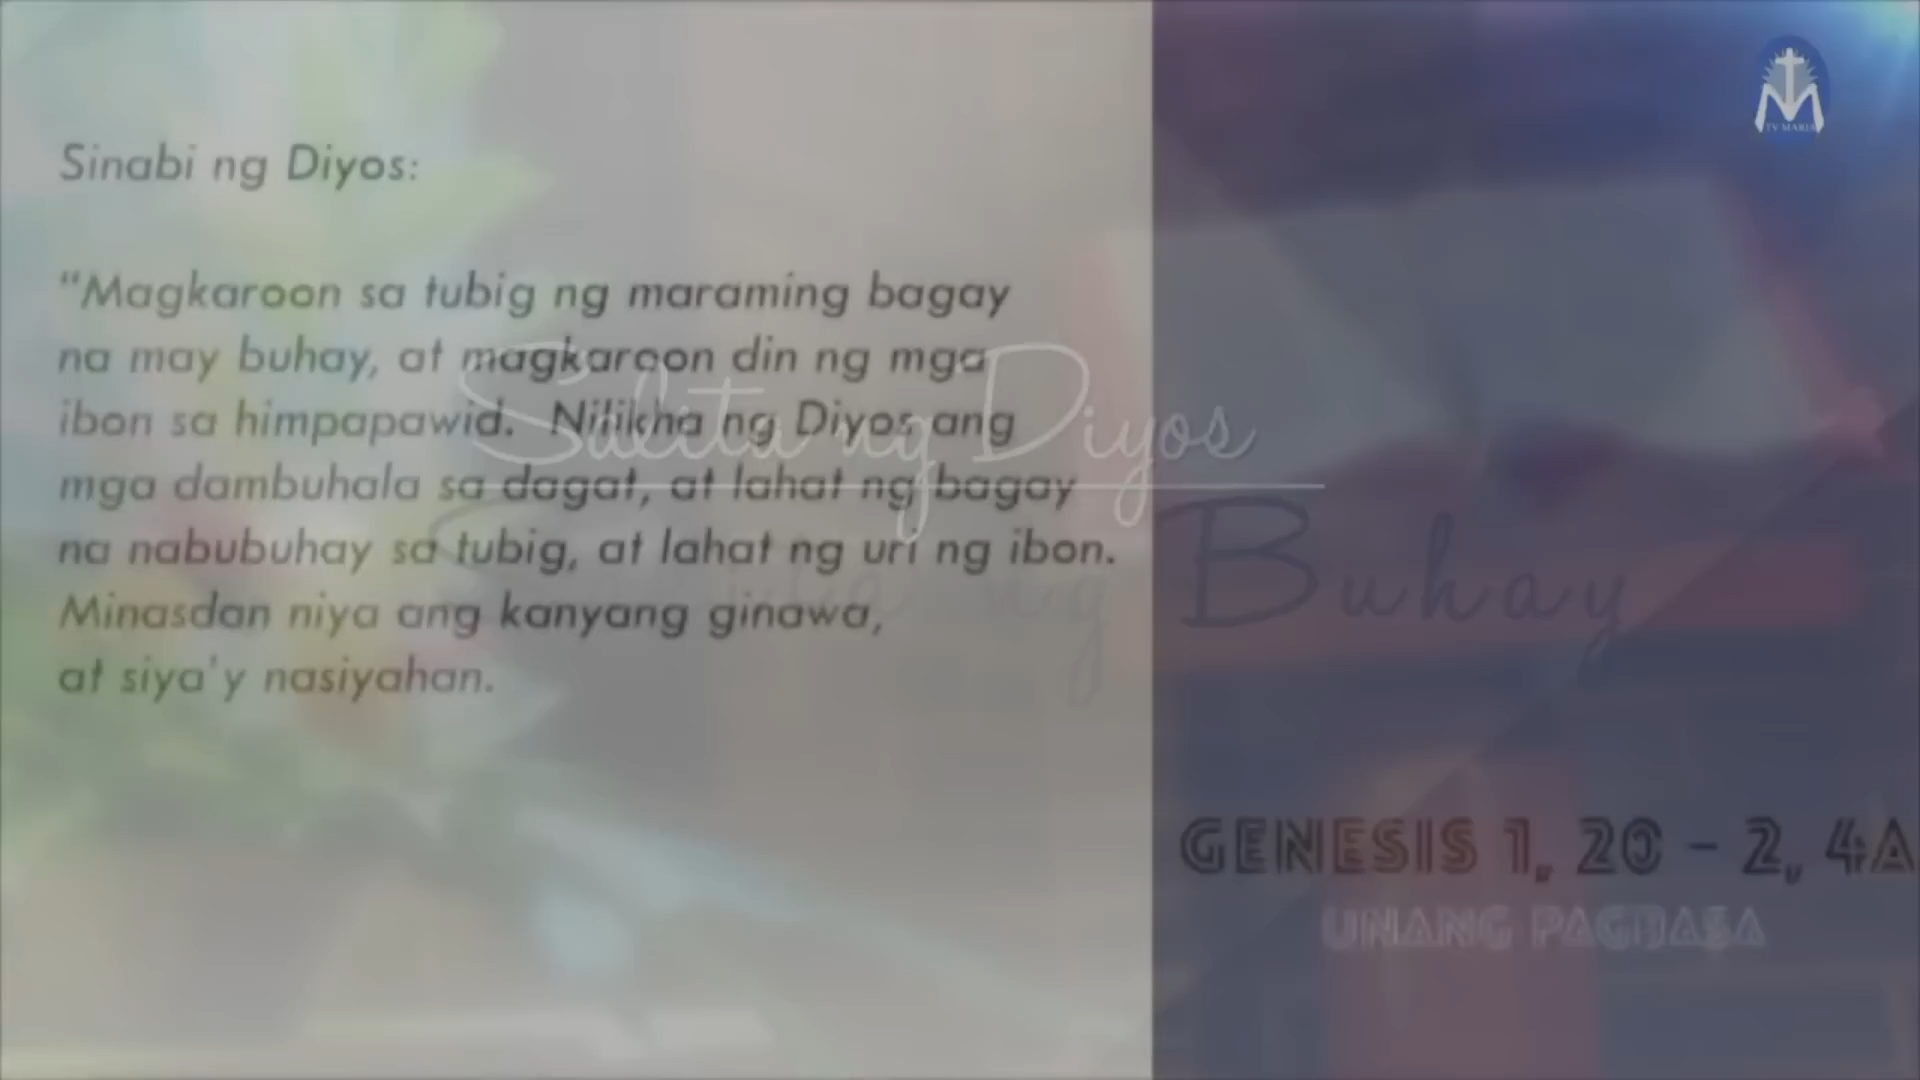 TV MARIA
Sinabi ng Diyos:
“Magkaroon sa tubig ng maraming bagay
na may buhay, at magkaroon din ng mga
ibon sa himpapawid. Nilikha ng Diyos ang
mga dambuhala sa dagat, at lahat ng bagay
na nabubuhay sa tubig, at lahat ng uri ng ibon.
Minasdan niya ang kanyang ginawa,
at siya'y nasiyahan.
Salita ng Diyos
ng Buhay
GENESIS 1, 20 – 2, 4A
UNANG PAGBASA